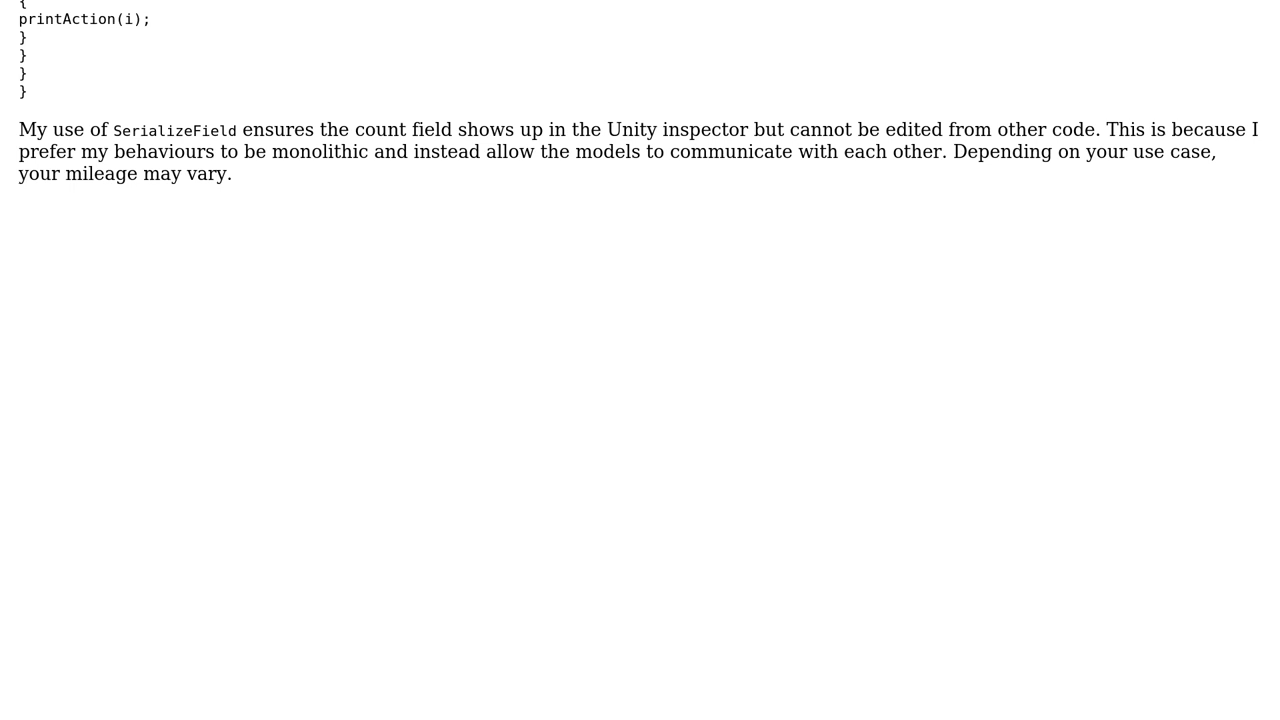 {
printAction(i);
}
}
}
}
My use of SerializeField ensures the count field shows up in the Unity inspector but cannot be edited from other code. This is because I
prefer my behaviours to be monolithic and instead allow the models to communicate with each other. Depending on your use case,
your mileage may vary.